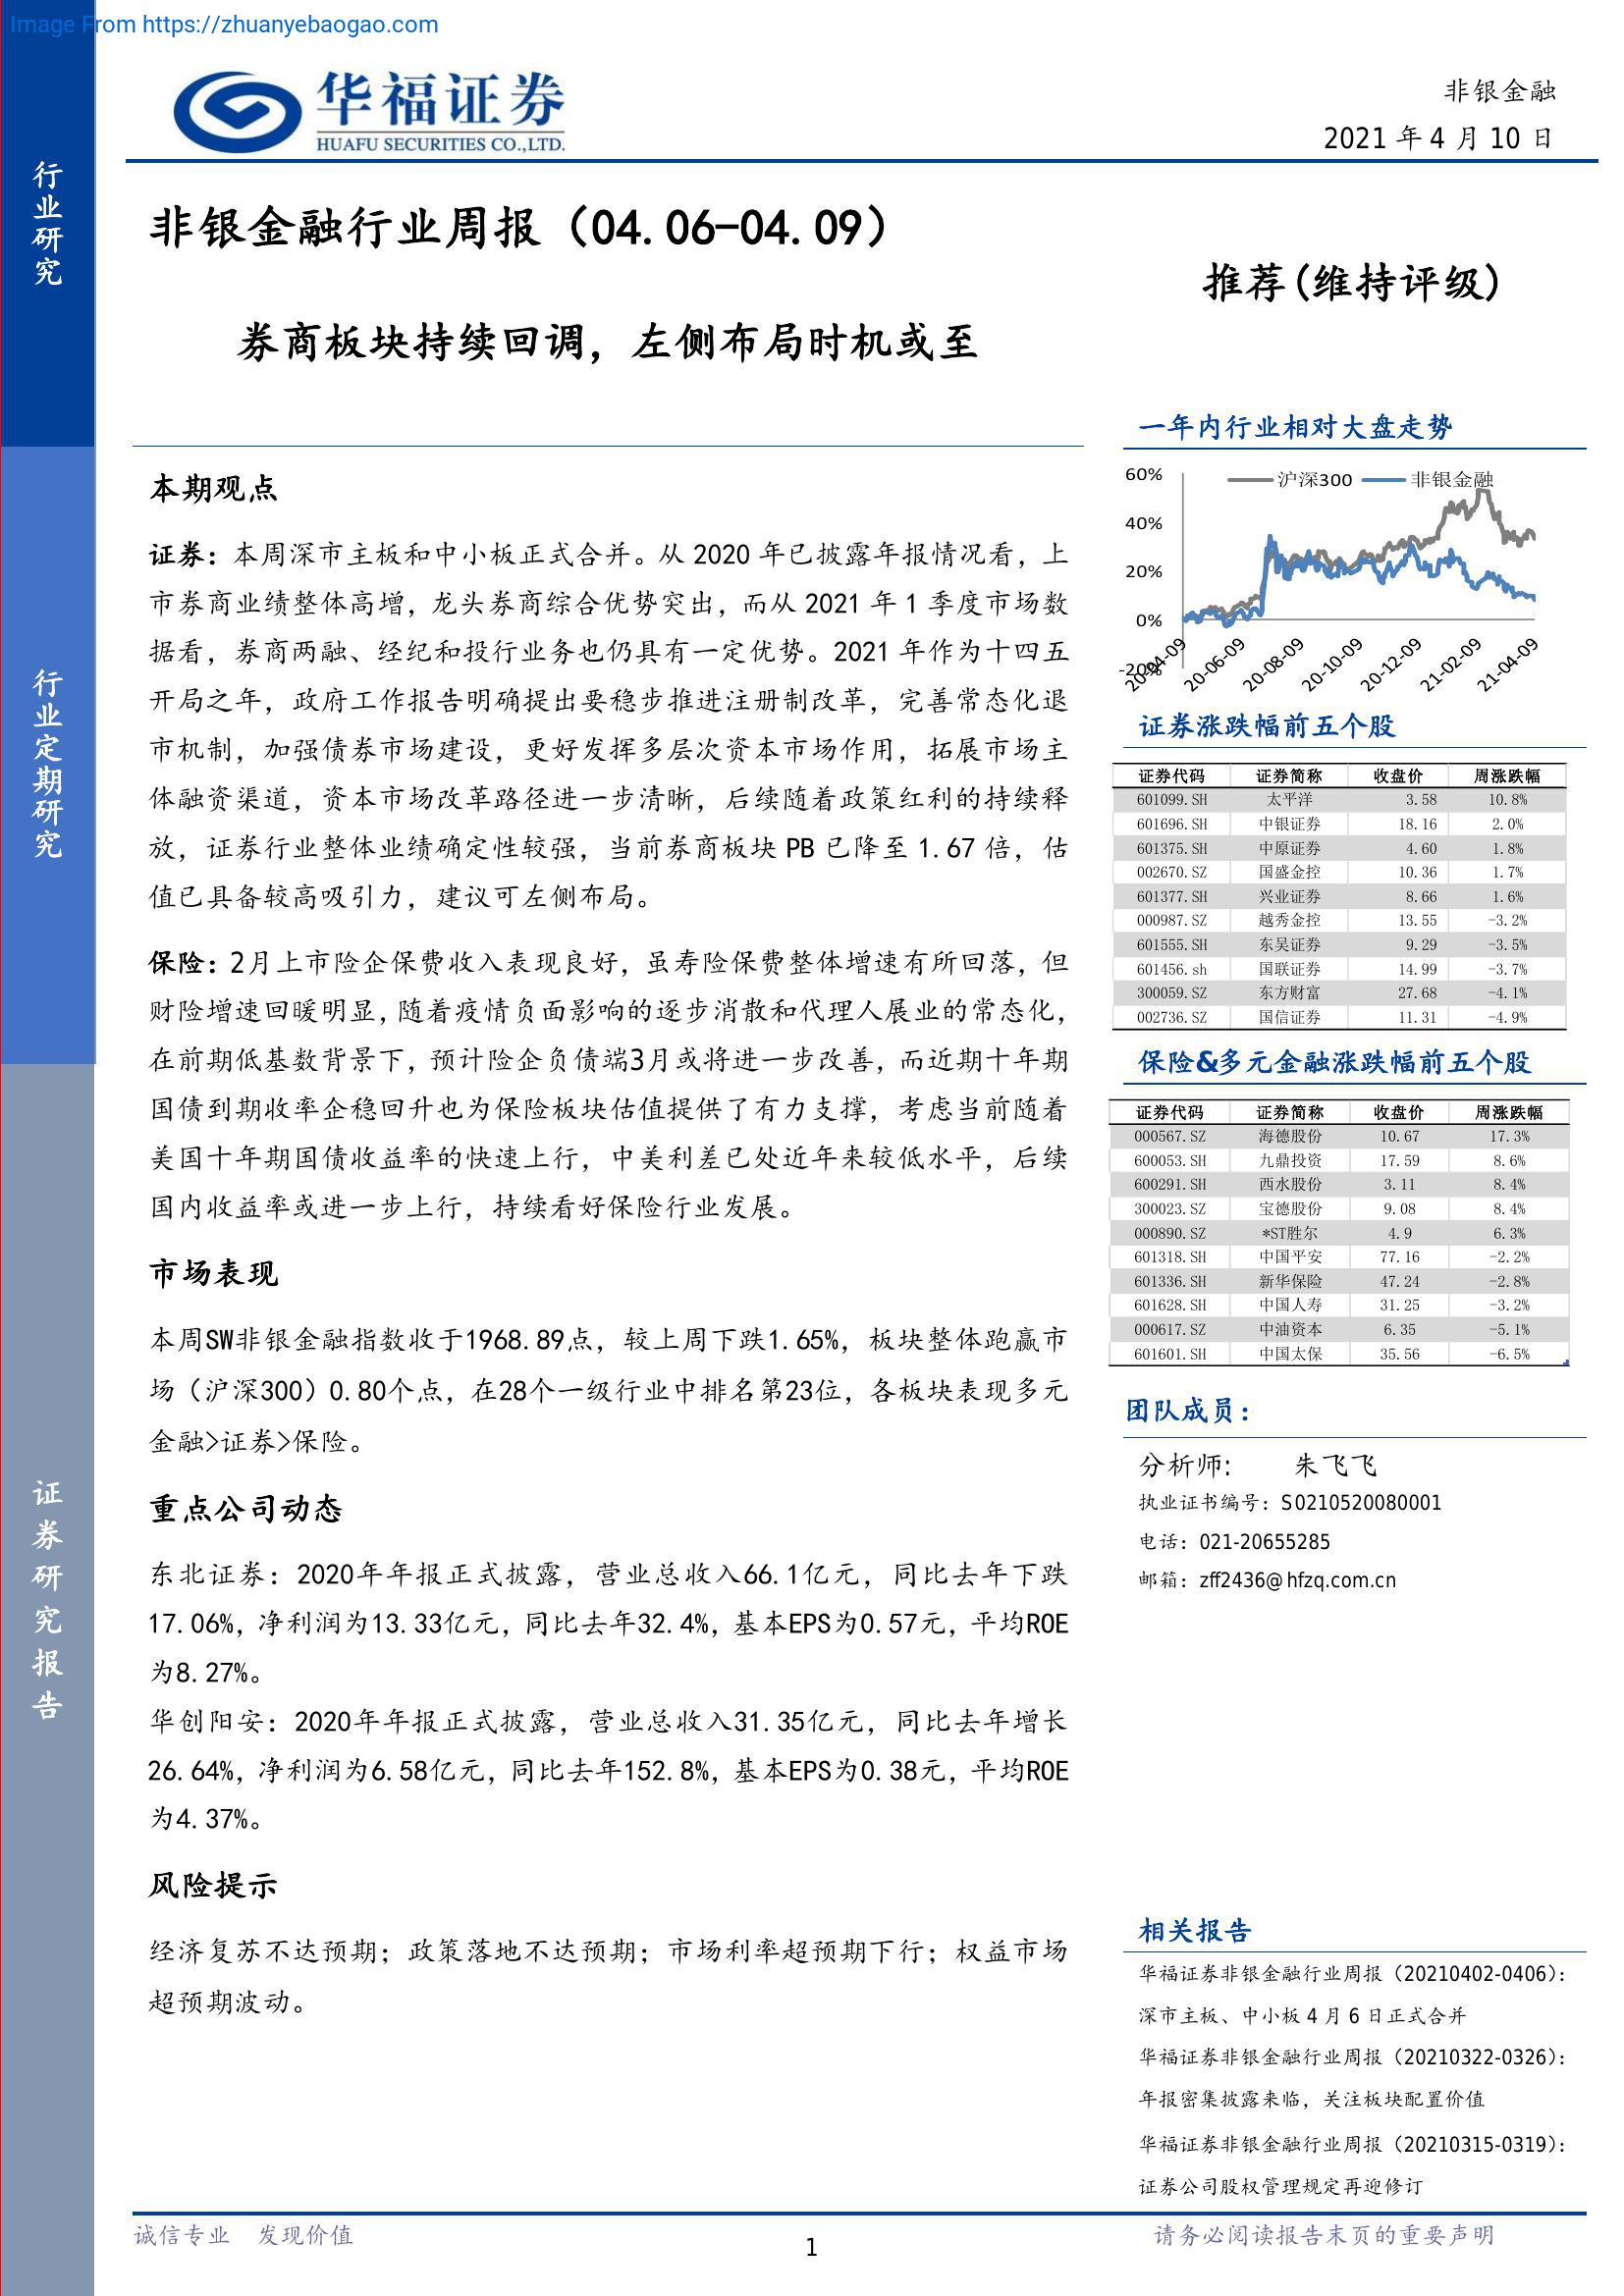 Image From https://zhuanyebaogao.com
华福证券
HUAFU SECURITIES CO.,LTD.
非银金融
2021 年 4 月 10 日
行业研究
行业定期研究
证券研究报告
非银金融行业周报（04.06-04.09）
券商板块持续回调，左侧布局时机或至
推荐(维持评级)
本期观点
证券：本周深市主板和中小板正式合并。从 2020 年已披露年报情况看，上
市券商业绩整体高增，龙头券商综合优势突出，而从 2021 年 1 季度市场数
据看，券商两融、经纪和投行业务也仍具有一定优势。2021 年作为十四五
开局之年，政府工作报告明确提出要稳步推进注册制改革，完善常态化退
市机制，加强债券市场建设，更好发挥多层次资本市场作用，拓展市场主
体融资渠道，资本市场改革路径进一步清晰，后续随着政策红利的持续释
放，证券行业整体业绩确定性较强，当前券商板块 PB 已降至 1.67 倍，估
值已具备较高吸引力，建议可左侧布局。
保险：2月上市险企保费收入表现良好，虽寿险保费整体增速有所回落，但
财险增速回暖明显，随着疫情负面影响的逐步消散和代理人展业的常态化，
在前期低基数背景下，预计险企负债端3月或将进一步改善，而近期十年期
国债到期收率企稳回升也为保险板块估值提供了有力支撑，考虑当前随着
美国十年期国债收益率的快速上行，中美利差已处近年来较低水平，后续
国内收益率或进一步上行，持续看好保险行业发展。
市场表现
本周SW非银金融指数收于1968.89点，较上周下跌1.65%，板块整体跑赢市
场（沪深300）0.80个点，在28个一级行业中排名第23位，各板块表现多元
金融>证券>保险。
重点公司动态
东北证券：2020年年报正式披露，营业总收入66.1亿元，同比去年下跌
17.06%，净利润为13.33亿元，同比去年32.4%，基本EPS为0.57元，平均ROE
为8.27%。
华创阳安：2020年年报正式披露，营业总收入31.35亿元，同比去年增长
26.64%，净利润为6.58亿元，同比去年152.8%，基本EPS为0.38元，平均ROE
为4.37%。
风险提示
经济复苏不达预期；政策落地不达预期；市场利率超预期下行；权益市场
超预期波动。
一年内行业相对大盘走势
沪深300 非银金融
60%
40%
20%
0%
-20%
20-04-09 20-06-09 20-08-09 20-10-09 20-12-09 21-02-09 21-04-09
证券涨跌幅前五个股
证券代码 证券简称 收盘价 周涨跌幅
601099.SH 太平洋 3.58 10.8%
601696.SH 中银证券 18.16 2.0%
601375.SH 中原证券 4.60 1.8%
002670.SZ 国盛金控 10.36 1.7%
601377.SH 兴业证券 8.66 1.6%
000987.SZ 越秀金控 13.55 -3.2%
601555.SH 东吴证券 9.29 -3.5%
601456.sh 国联证券 14.99 -3.7%
300059.SZ 东方财富 27.68 -4.1%
002736.SZ 国信证券 11.31 -4.9%
保险&多元金融涨跌幅前五个股
证券代码 证券简称 收盘价 周涨跌幅
000567.SZ 海德股份 10.67 17.3%
600053.SH 九鼎投资 17.59 8.6%
600291.SH 西水股份 3.11 8.4%
300023.SZ 宝德股份 9.08 8.4%
000890.SZ *ST胜尔 4.9 6.3%
601318.SH 中国平安 77.16 -2.2%
601336.SH 新华保险 47.24 -2.8%
601628.SH 中国人寿 31.25 -3.2%
000617.SZ 中油资本 6.35 -5.1%
601601.SH 中国太保 35.56 -6.5%
团队成员：
分析师: 朱飞飞
执业证书编号：S0210520080001
电话：021-20655285
邮箱：zff2436@hfzq.com.cn
相关报告
华福证券非银金融行业周报（20210402-0406）：
深市主板、中小板 4 月 6 日正式合并
华福证券非银金融行业周报（20210322-0326）：
年报密集披露来临，关注板块配置价值
华福证券非银金融行业周报（20210315-0319）：
证券公司股权管理规定再迎修订
诚信专业 发现价值
1
请务必阅读报告末页的重要声明